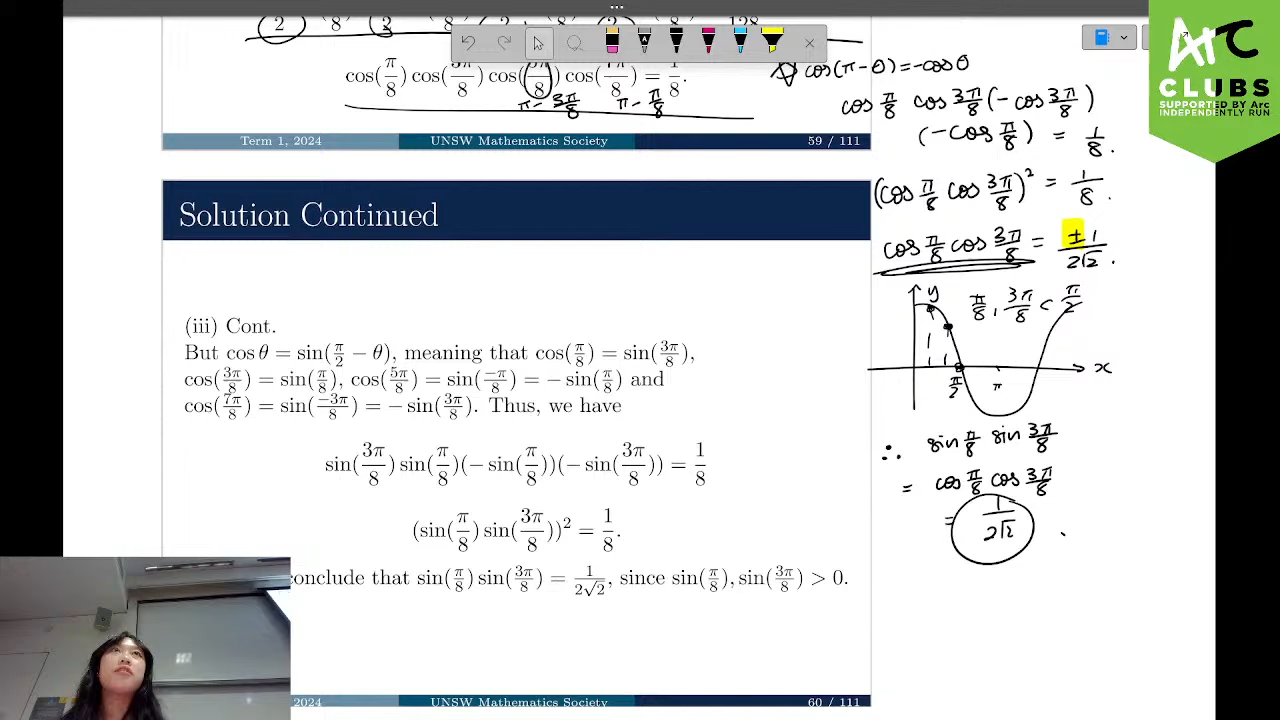 cos(π/8) cos(3π/8) cos(5π/8) cos(7π/8) = 1/8.
π - 3π/8 π - π/8
Term 1, 2024 UNSW Mathematics Society 59 / 111
Solution Continued
(iii) Cont.
But cos θ = sin(π/2 − θ), meaning that cos(π/8) = sin(3π/8),
cos(3π/8) = sin(π/8), cos(5π/8) = sin(−π/8) = − sin(π/8) and
cos(7π/8) = sin(−3π/8) = − sin(3π/8). Thus, we have
sin(3π/8) sin(π/8)(− sin(π/8))(− sin(3π/8)) = 1/8
(sin(π/8) sin(3π/8))² = 1/8.
conclude that sin(π/8) sin(3π/8) = 1/(2√2), since sin(π/8), sin(3π/8) > 0.
2024 UNSW Mathematics Society 60 / 111
cos(π-θ) = -cosθ
cos π/8 cos 3π/8 (-cos 3π/8)
(-cos π/8) = 1/8.
(cos π/8 cos 3π/8)² = 1/8.
cos π/8 cos 3π/8 = ±1/(2√2).
y π/8, 3π/8 < π/2
x
π/2 π
∴ sin π/8 sin 3π/8
= cos π/8 cos 3π/8
= 1/(2√2)
Arc
CLUBS
SUPPORTED BY Arc
INDEPENDENTLY RUN